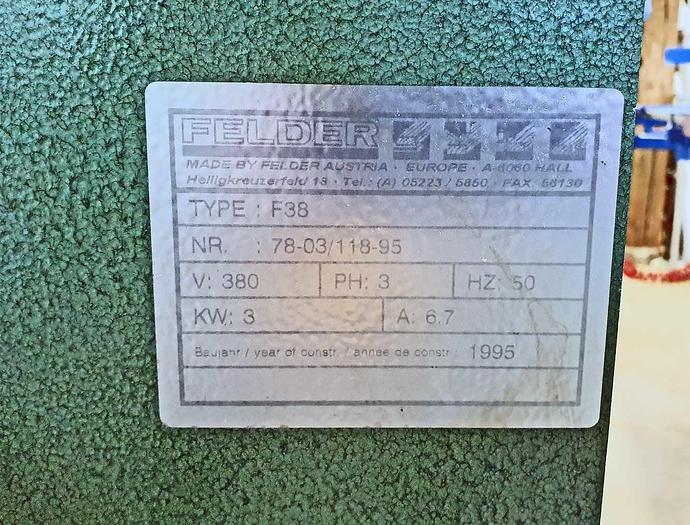 FELDER
MADE BY FELDER AUSTRIA · EUROPE · A-6060 HALL
Heiligkreuzerfeld 18 · Tel.: (A) 05223 / 5850 · FAX 56130
TYPE : F38
NR. : 78-03/118-95
V: 380 PH: 3 HZ: 50
KW: 3 A: 6.7
Baujahr / year of constr. / année de constr. 1995